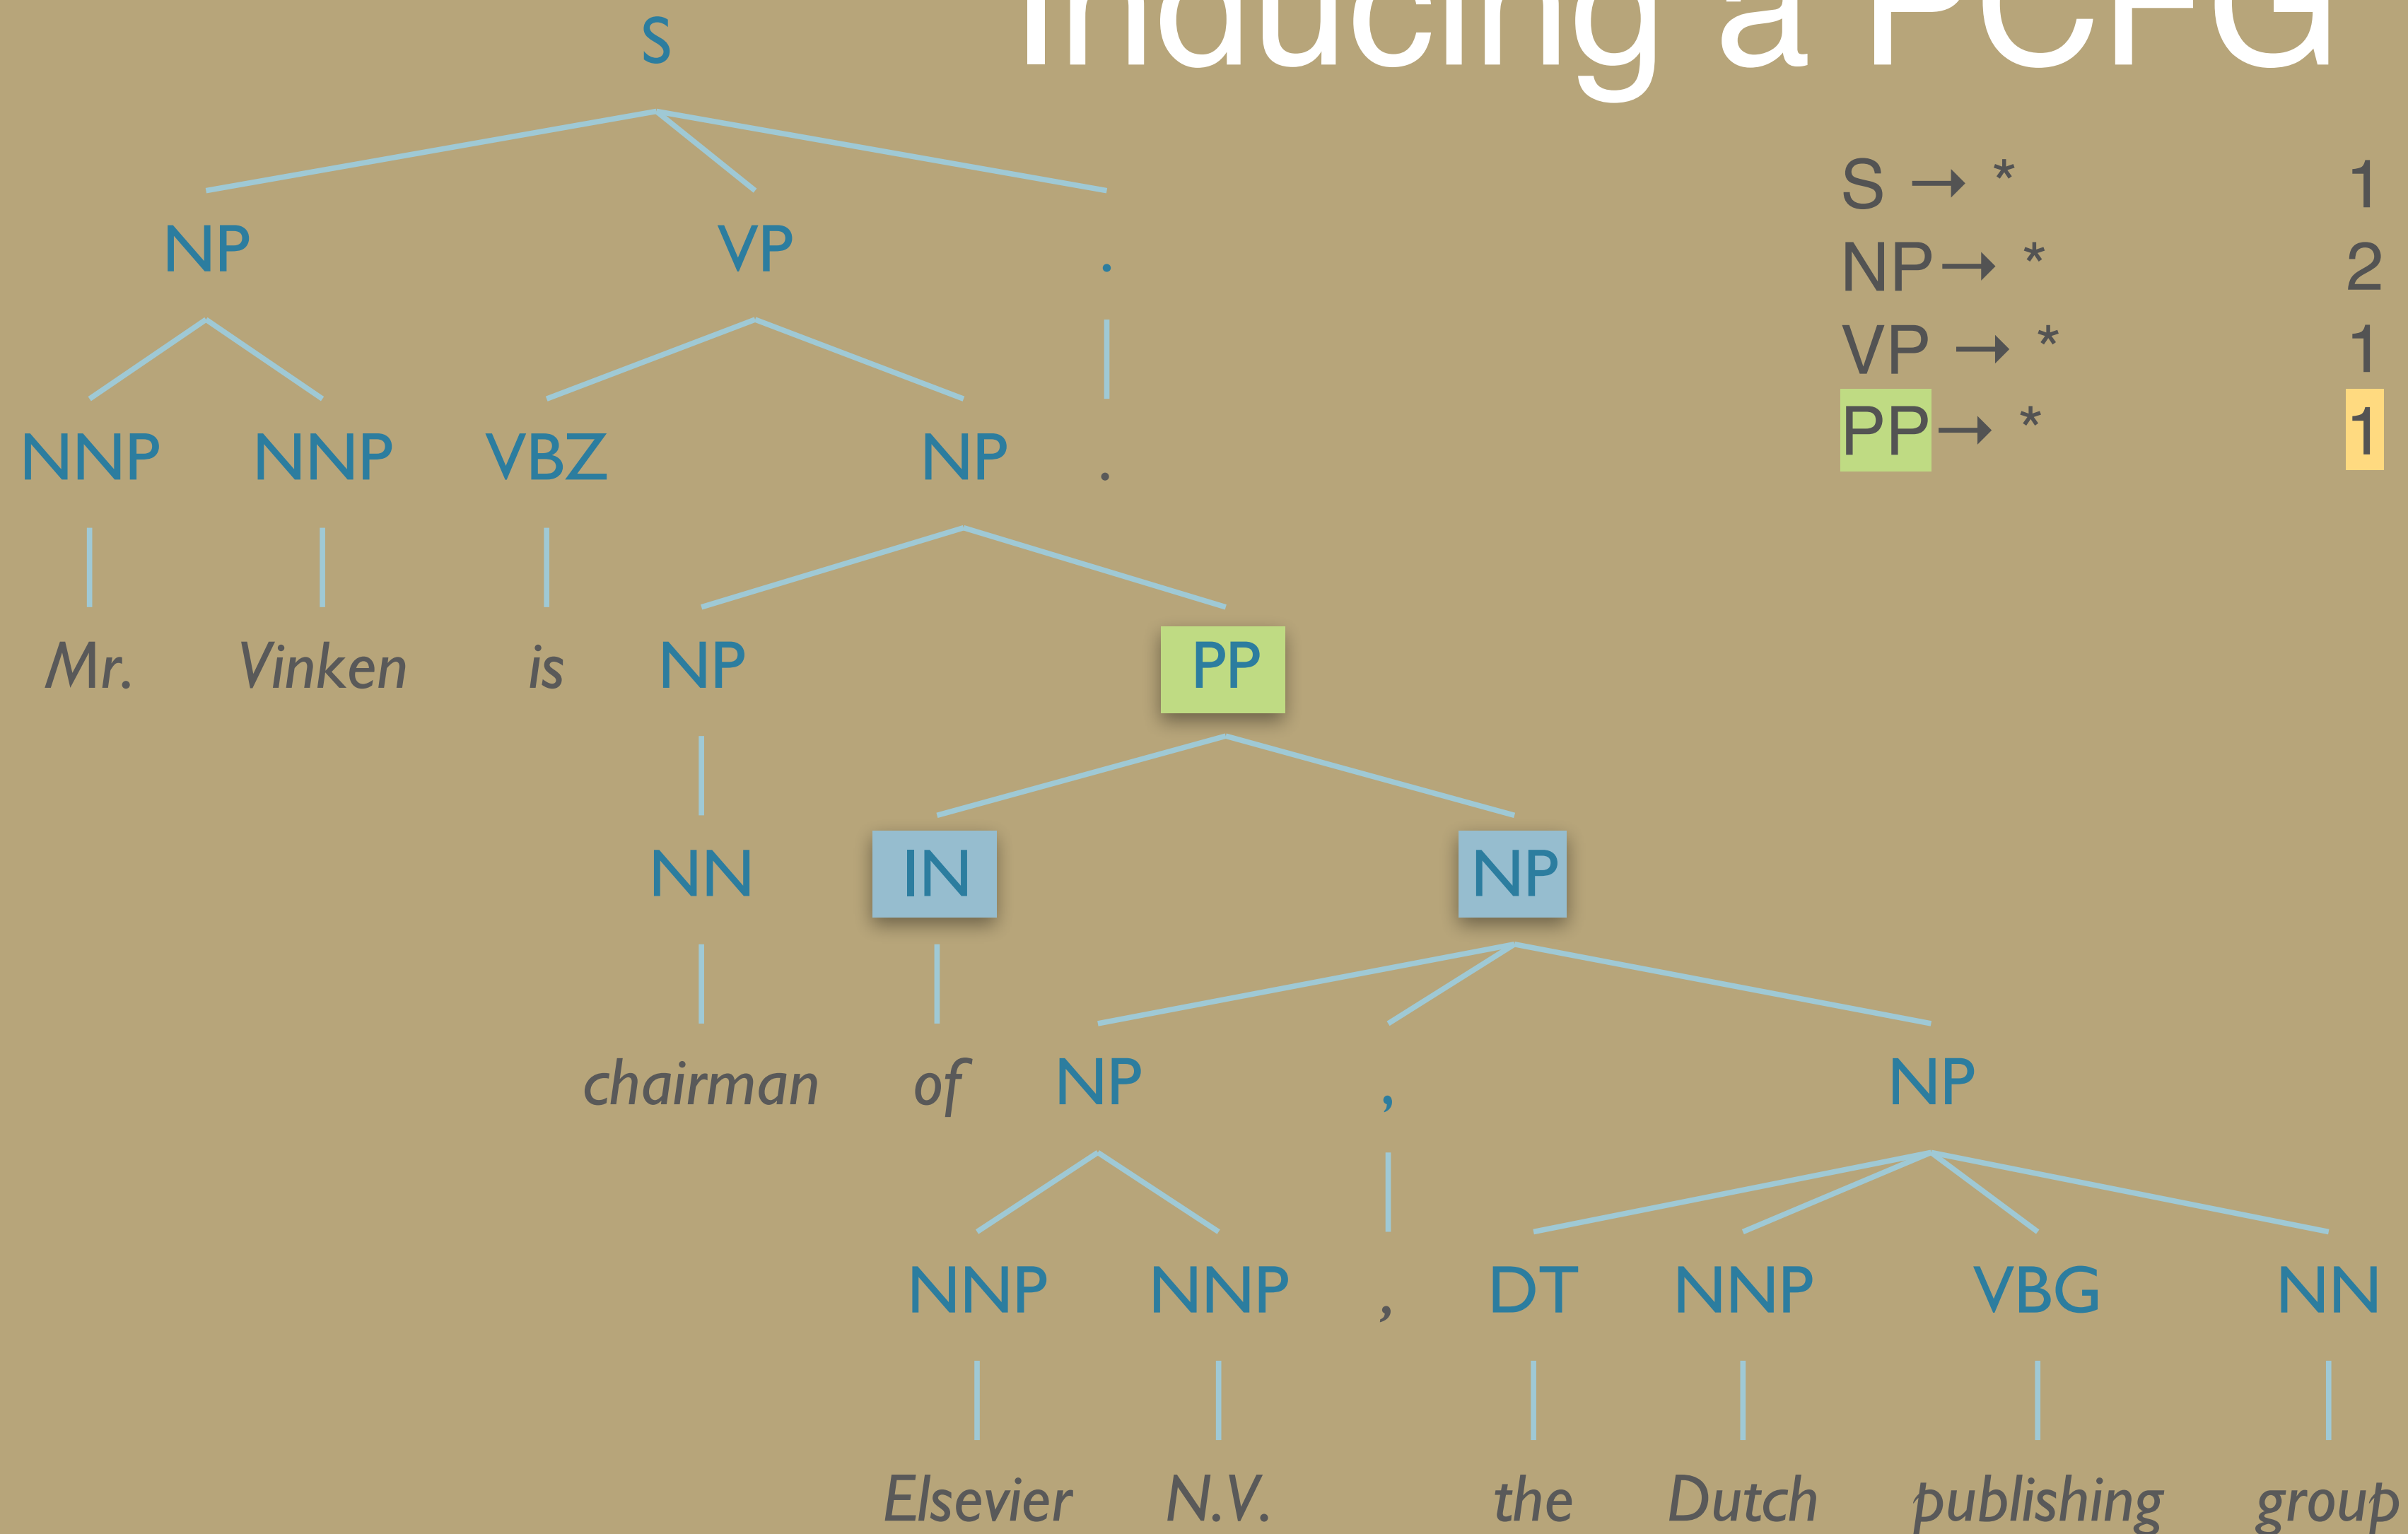 Inducing a PCFG
S
S → * 1
NP VP .
NP → * 2
VP → * 1
NNP NNP VBZ NP .
PP → * 1
Mr. Vinken is NP PP
NN IN NP
chairman of NP , NP
NNP NNP , DT NNP VBG NN
Elsevier N.V. the Dutch publishing group